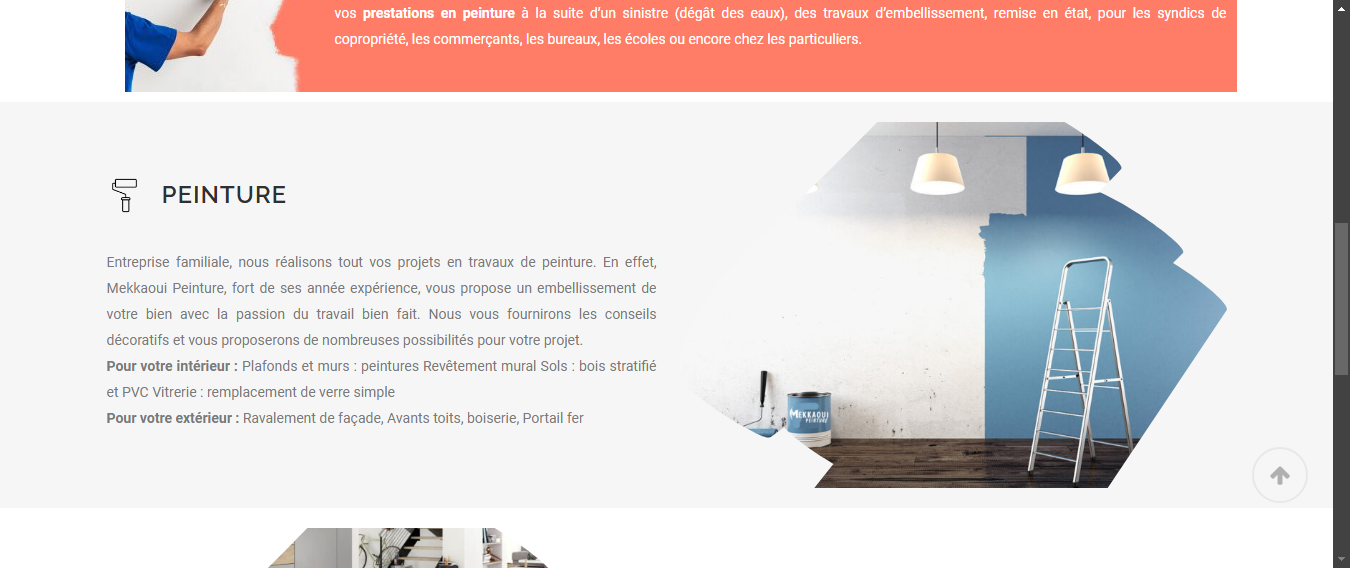 vos prestations en peinture à la suite d’un sinistre (dégât des eaux), des travaux d’embellissement, remise en état, pour les syndics de
copropriété, les commerçants, les bureaux, les écoles ou encore chez les particuliers.
PEINTURE
Entreprise familiale, nous réalisons tout vos projets en travaux de peinture. En effet,
Mekkaoui Peinture, fort de ses année expérience, vous propose un embellissement de
votre bien avec la passion du travail bien fait. Nous vous fournirons les conseils
décoratifs et vous proposerons de nombreuses possibilités pour votre projet.
Pour votre intérieur : Plafonds et murs : peintures Revêtement mural Sols : bois stratifié
et PVC Vitrerie : remplacement de verre simple
Pour votre extérieur : Ravalement de façade, Avants toits, boiserie, Portail fer
MEKKAOUI
PEINTURE